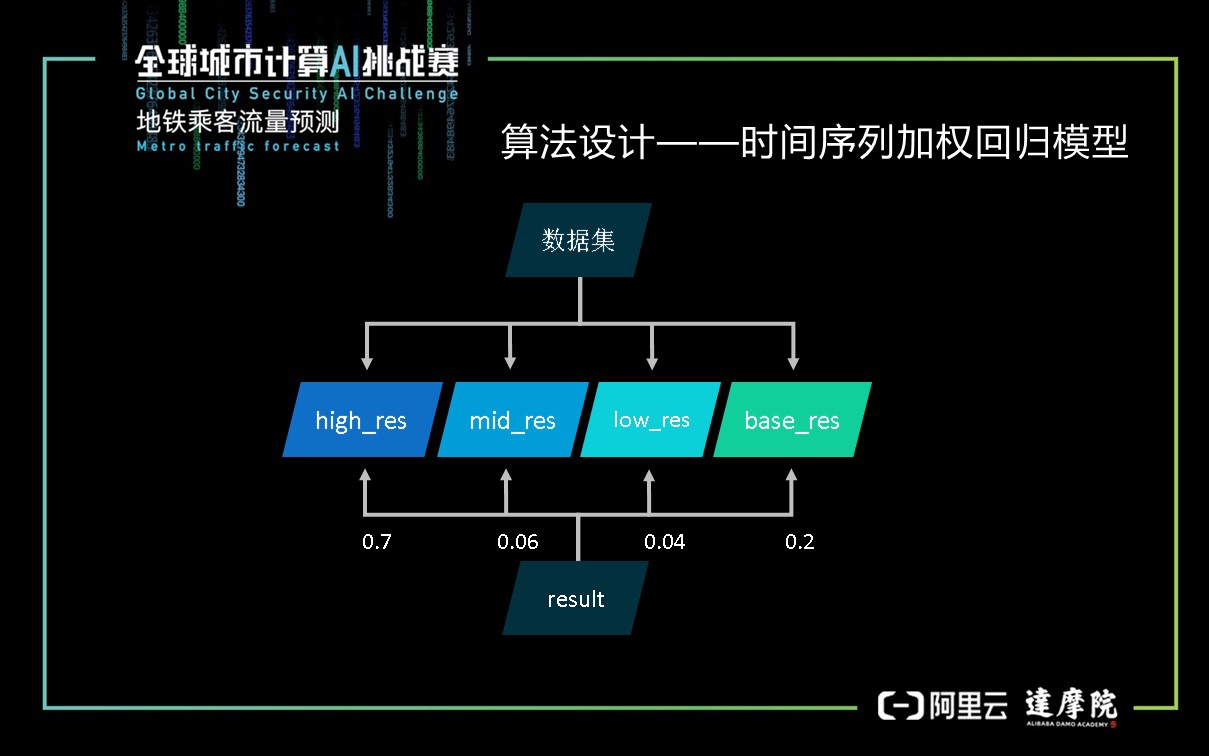 全球城市计算AI挑战赛
Global City Security AI Challenge
地铁乘客流量预测
Metro traffic forecast
算法设计——时间序列加权回归模型
数据集
high_res
mid_res
low_res
base_res
0.7
0.06
0.04
0.2
result
阿里云
達摩院
ALIBABA DAMO ACADEMY